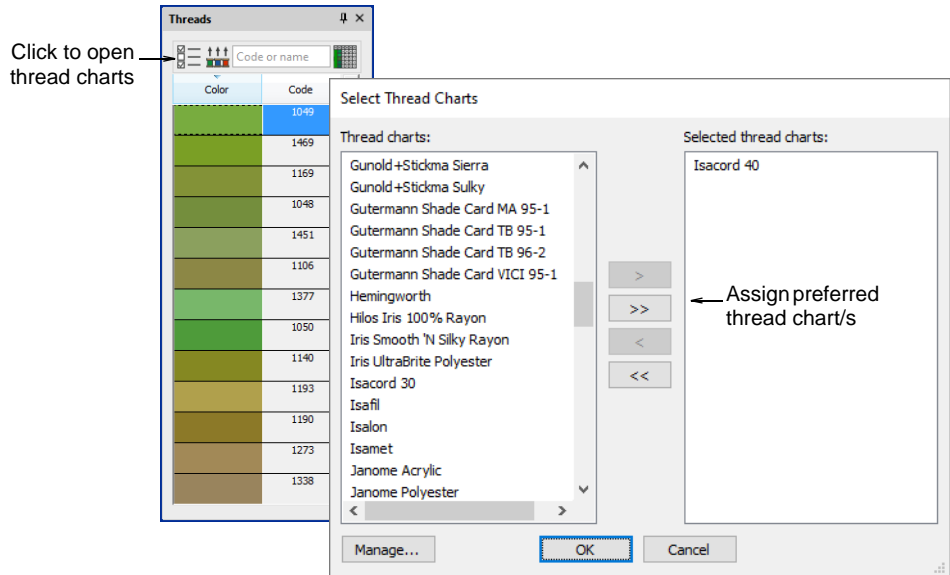 Threads
Click to open
thread charts
Code or name
Color Code
1049
1469
1169
1048
1451
1106
1377
1050
1140
1193
1190
1273
1338
Select Thread Charts
Thread charts:
Gunold+Stickma Sierra
Gunold+Stickma Sulky
Gutermann Shade Card MA 95-1
Gutermann Shade Card TB 95-1
Gutermann Shade Card TB 96-2
Gutermann Shade Card VICI 95-1
Hemingworth
Hilos Iris 100% Rayon
Iris Smooth 'N Silky Rayon
Iris UltraBrite Polyester
Isacord 30
Isafil
Isalon
Isamet
Janome Acrylic
Janome Polyester
>
>>
<
<<
Selected thread charts:
Isacord 40
Assign preferred
thread chart/s
Manage...
OK
Cancel